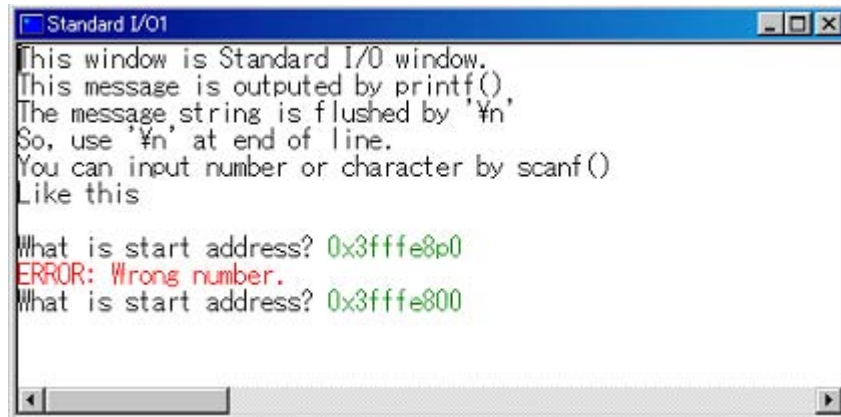 Standard I/O1
This window is Standard I/O window.
This message is outputed by printf()
The message string is flushed by '¥n'
So, use '¥n' at end of line.
You can input number or character by scanf()
Like this
What is start address? 0x3fffe8p0
ERROR: Wrong number.
What is start address? 0x3fffe800